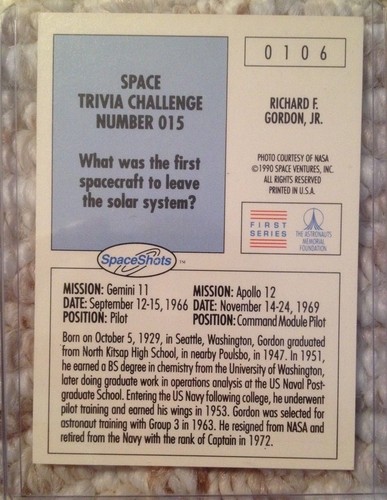 0106
SPACE
TRIVIA CHALLENGE
NUMBER 015
What was the first
spacecraft to leave
the solar system?
RICHARD F.
GORDON, JR.
PHOTO COURTESY OF NASA
©1990 SPACE VENTURES, INC.
ALL RIGHTS RESERVED
PRINTED IN U.S.A.
FIRST
SERIES
THE ASTRONAUTS
MEMORIAL
FOUNDATION
SpaceShots™
MISSION: Gemini 11
DATE: September 12-15, 1966
POSITION: Pilot
MISSION: Apollo 12
DATE: November 14-24, 1969
POSITION: Command Module Pilot
Born on October 5, 1929, in Seattle, Washington, Gordon graduated
from North Kitsap High School, in nearby Poulsbo, in 1947. In 1951,
he earned a BS degree in chemistry from the University of Washington,
later doing graduate work in operations analysis at the US Naval Post-
graduate School. Entering the US Navy following college, he underwent
pilot training and earned his wings in 1953. Gordon was selected for
astronaut training with Group 3 in 1963. He resigned from NASA and
retired from the Navy with the rank of Captain in 1972.